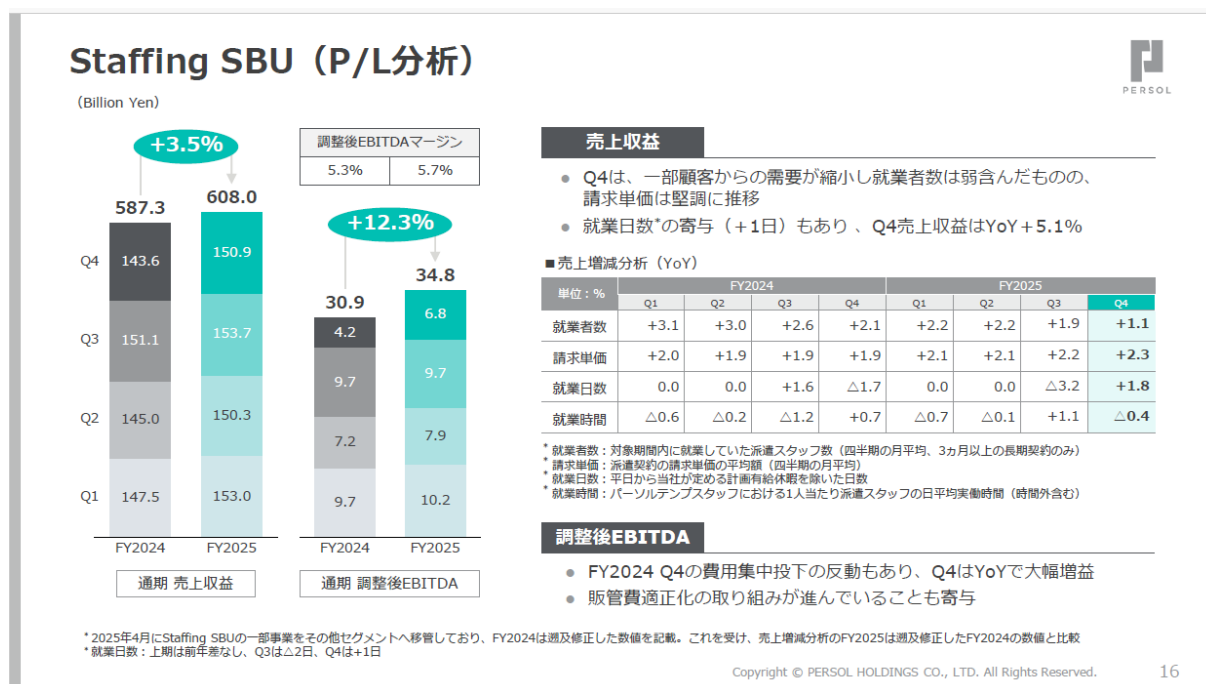 Staffing SBU（P/L分析）
PERSOL
（Billion Yen）
+3.5%
587.3
608.0
Q4
143.6
150.9
Q3
151.1
153.7
Q2
145.0
150.3
Q1
147.5
153.0
FY2024
FY2025
通期 売上収益
調整後EBITDAマージン
5.3%
5.7%
+12.3%
30.9
34.8
4.2
6.8
9.7
9.7
7.2
7.9
9.7
10.2
FY2024
FY2025
通期 調整後EBITDA
売上収益
● Q4は、一部顧客からの需要が縮小し就業者数は弱含んだものの、
請求単価は堅調に推移
● 就業日数*の寄与（+1日）もあり 、Q4売上収益はYoY＋5.1%
■売上増減分析（YoY）
単位：% FY2024 FY2025
Q1 Q2 Q3 Q4 Q1 Q2 Q3 Q4
就業者数 +3.1 +3.0 +2.6 +2.1 +2.2 +2.2 +1.9 +1.1
請求単価 +2.0 +1.9 +1.9 +1.9 +2.1 +2.1 +2.2 +2.3
就業日数 0.0 0.0 +1.6 △1.7 0.0 0.0 △3.2 +1.8
就業時間 △0.6 △0.2 △1.2 +0.7 △0.7 △0.1 +1.1 △0.4
* 就業者数：対象期間内に就業していた派遣スタッフ数（四半期の月平均、3ヵ月以上の長期契約のみ）
* 請求単価：派遣契約の請求単価の平均額（四半期の月平均）
* 就業日数：平日から当社が定める計画有給休暇を除いた日数
* 就業時間：パーソルテンプスタッフにおける1人当たり派遣スタッフの日平均実働時間（時間外含む）
調整後EBITDA
● FY2024 Q4の費用集中投下の反動もあり、Q4はYoYで大幅増益
● 販管費適正化の取り組みが進んでいることも寄与
* 2025年4月にStaffing SBUの一部事業をその他セグメントへ移管しており、FY2024は遡及修正した数値を記載。これを受け、売上増減分析のFY2025は遡及修正したFY2024の数値と比較
* 就業日数：上期は前年差なし、Q3は△2日、Q4は+1日
Copyright © PERSOL HOLDINGS CO., LTD. All Rights Reserved.
16